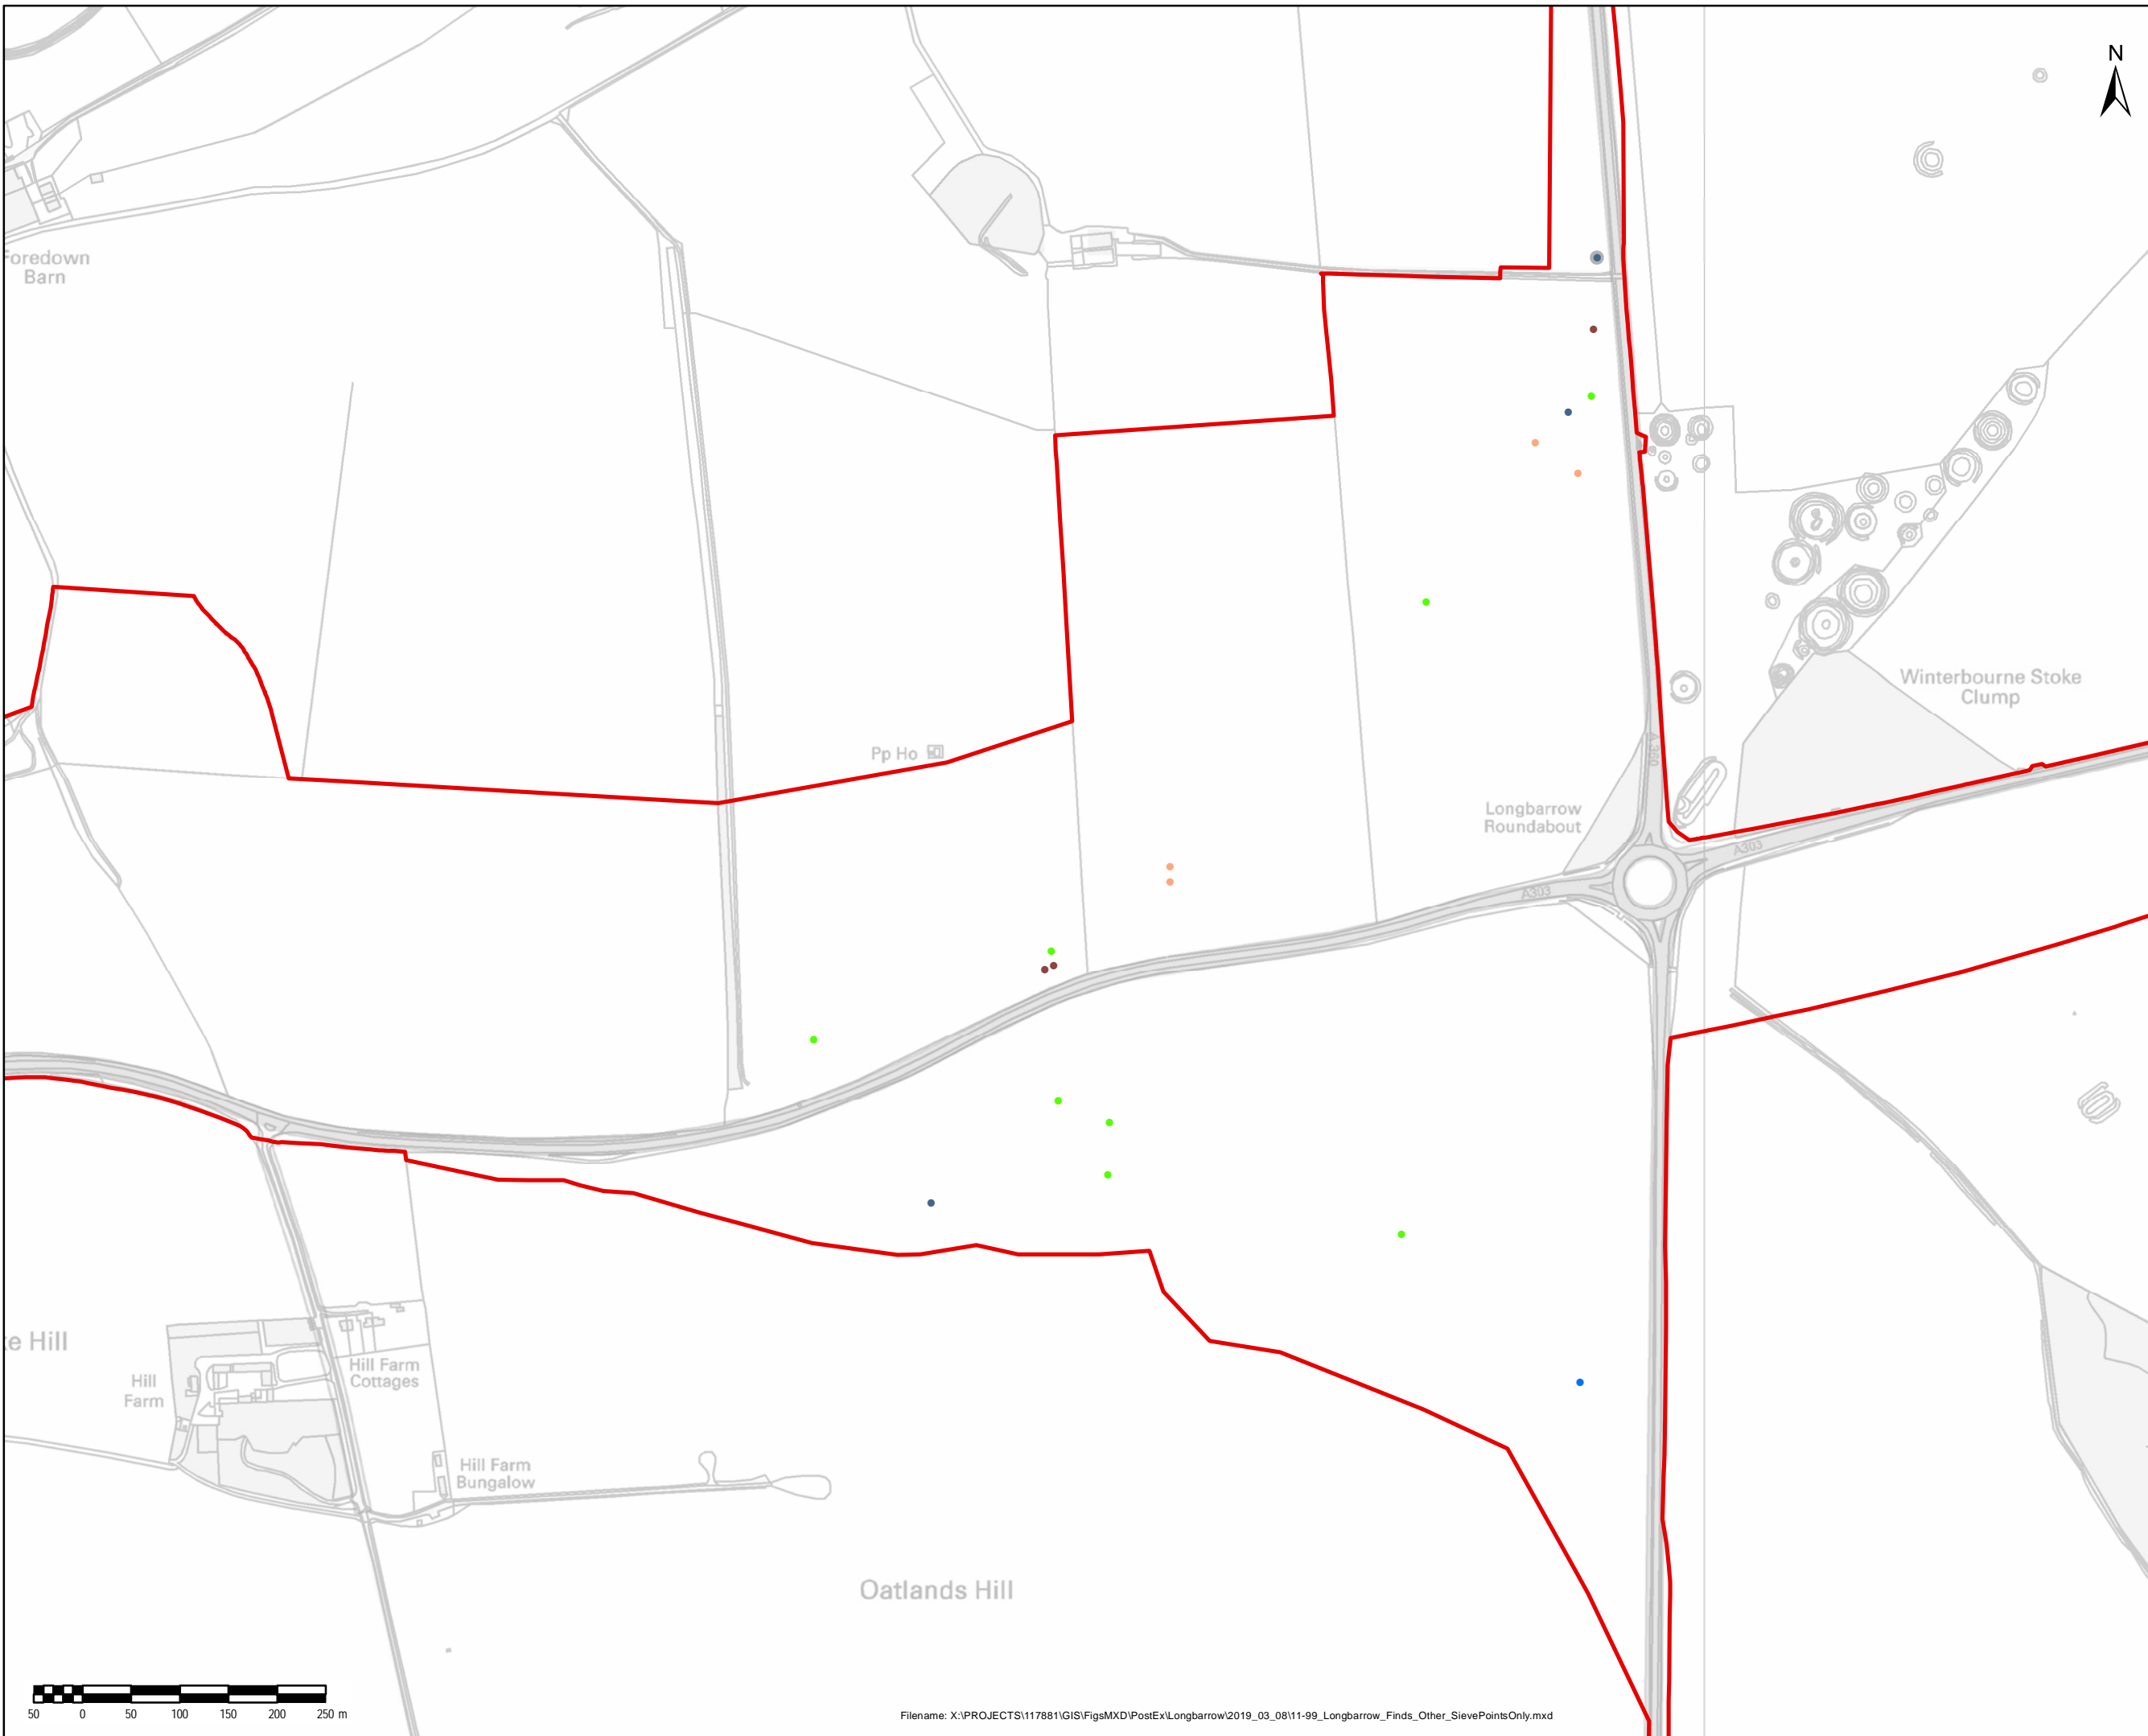 N
Foredown
Barn
Winterbourne Stoke
Clump
Pp Ho
A360
Longbarrow
Roundabout
A303
A303
Hill
Hill Farm
Cottages
Hill
Farm
Hill Farm
Bungalow
Oatlands Hill
50 0 50 100 150 200 250 m
Filename: X:\PROJECTS\117881\GIS\FigsMXD\PostEx\Longbarrow\2019_03_08\11-99_Longbarrow_Finds_Other_SievePointsOnly.mxd